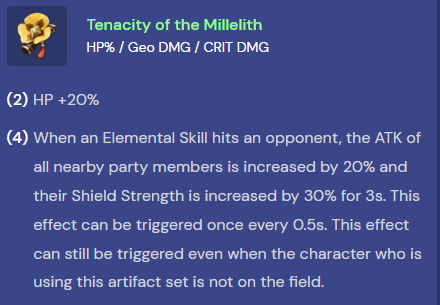 Tenacity of the Millelith
HP% / Geo DMG / CRIT DMG
(2) HP +20%
(4) When an Elemental Skill hits an opponent, the ATK of
all nearby party members is increased by 20% and
their Shield Strength is increased by 30% for 3s. This
effect can be triggered once every 0.5s. This effect
can still be triggered even when the character who is
using this artifact set is not on the field.